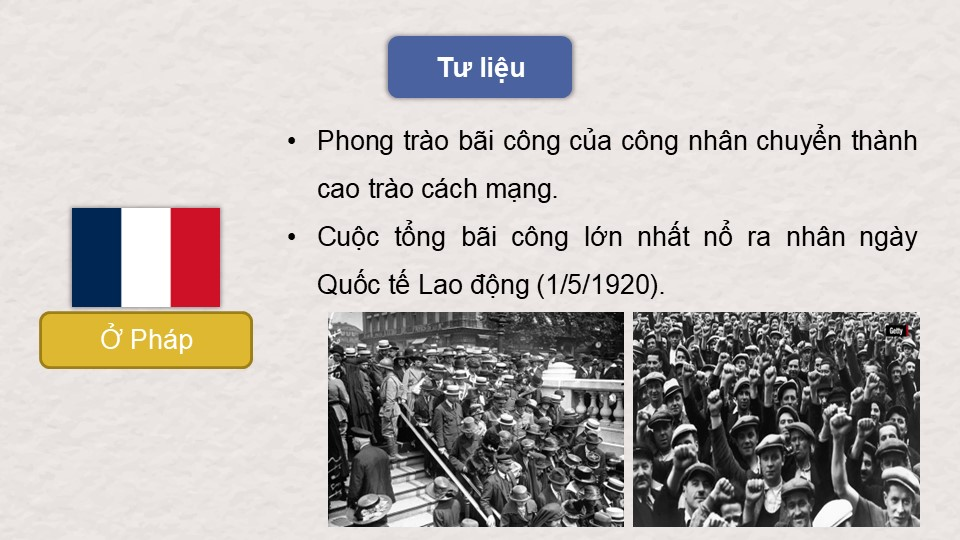 Tư liệu
• Phong trào bãi công của công nhân chuyển thành
cao trào cách mạng.
• Cuộc tổng bãi công lớn nhất nổ ra nhân ngày
Quốc tế Lao động (1/5/1920).
Ở Pháp
Getty